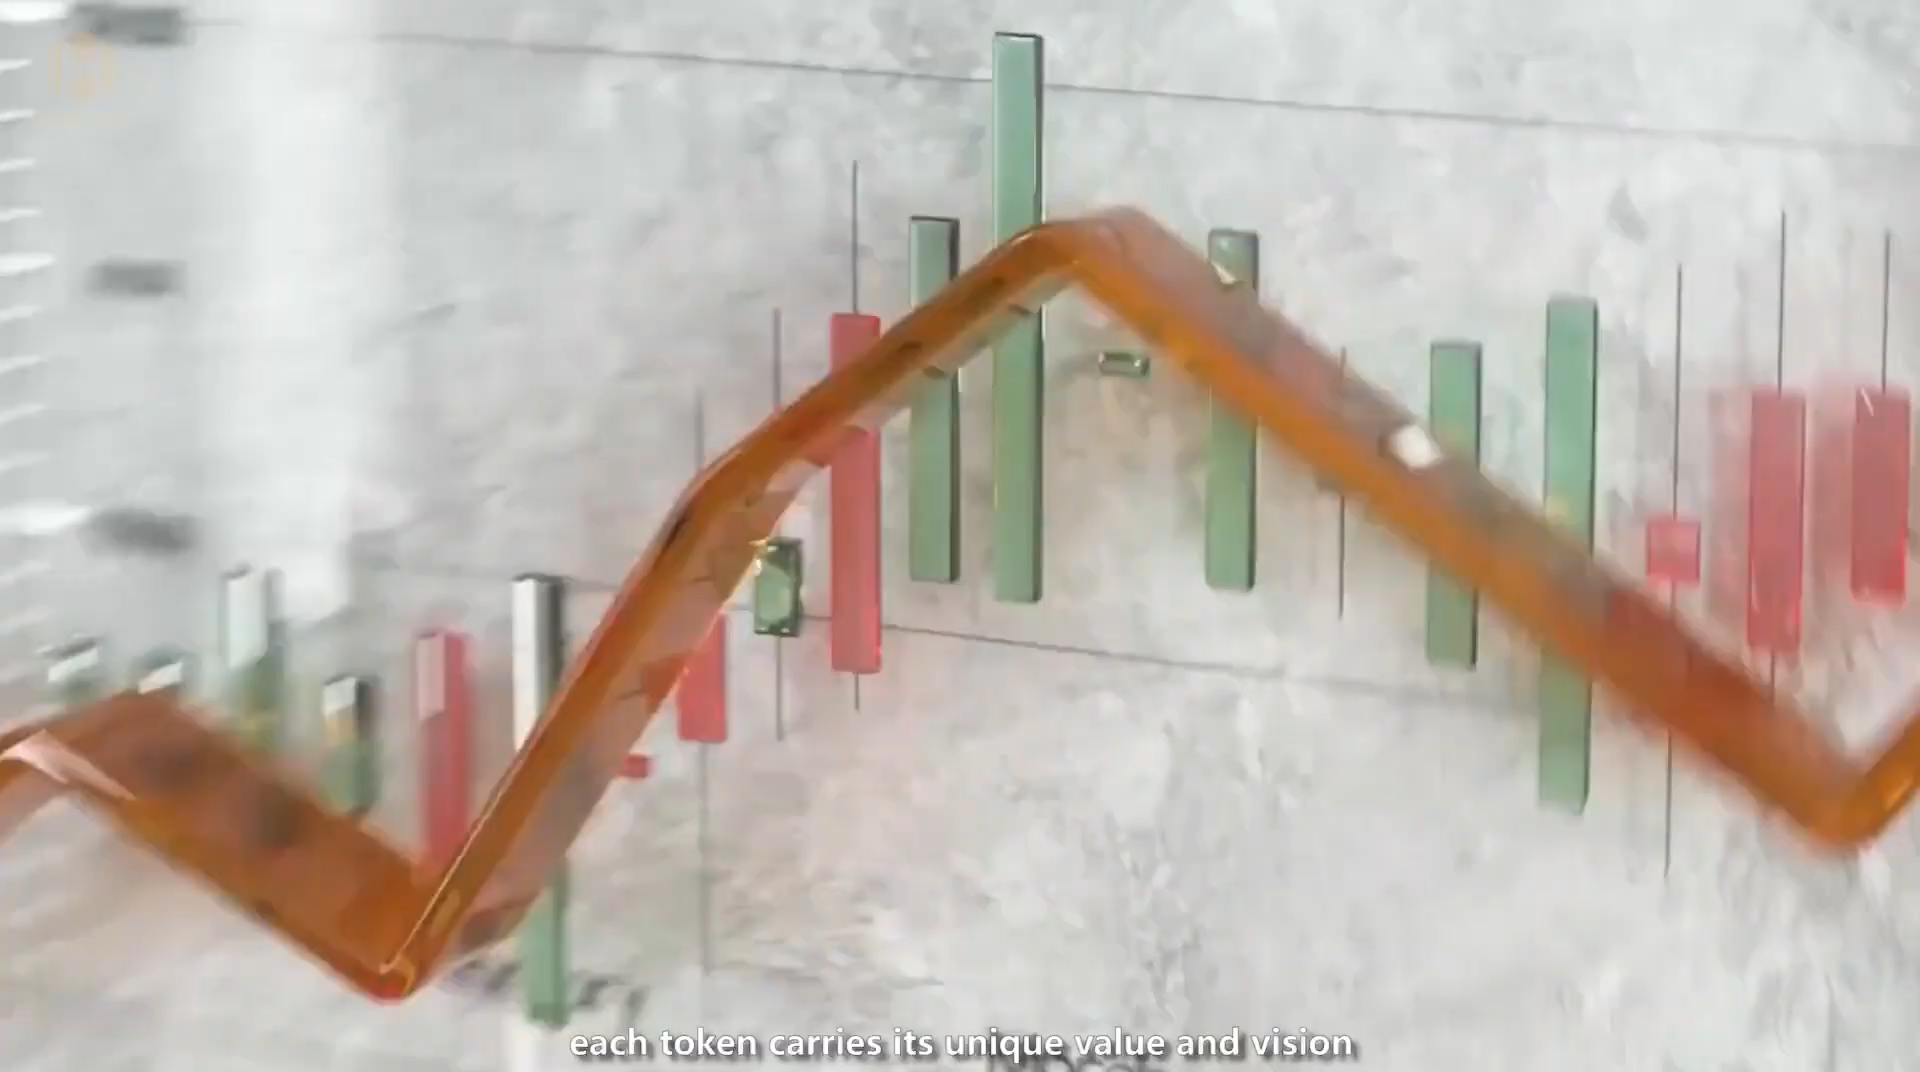 each token carries its unique value and vision